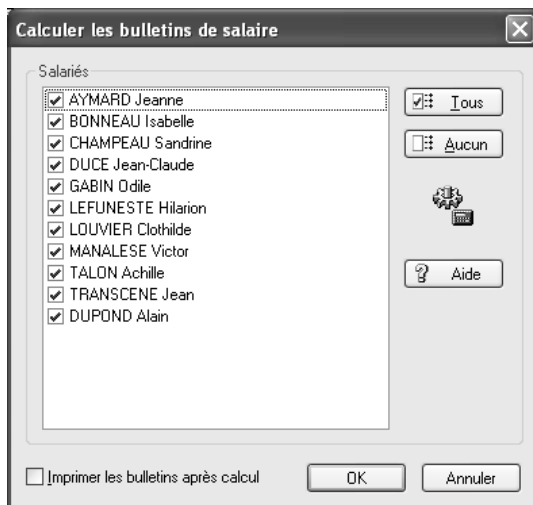 Calculer les bulletins de salaire
Salariés
AYMARD Jeanne
BONNEAU Isabelle
CHAMPEAU Sandrine
DUCE Jean-Claude
GABIN Odile
LEFUNESTE Hilarion
LOUVIER Clothilde
MANALESE Victor
TALON Achille
TRANSCENE Jean
DUPOND Alain
Tous
Aucun
Aide
Imprimer les bulletins après calcul
OK
Annuler